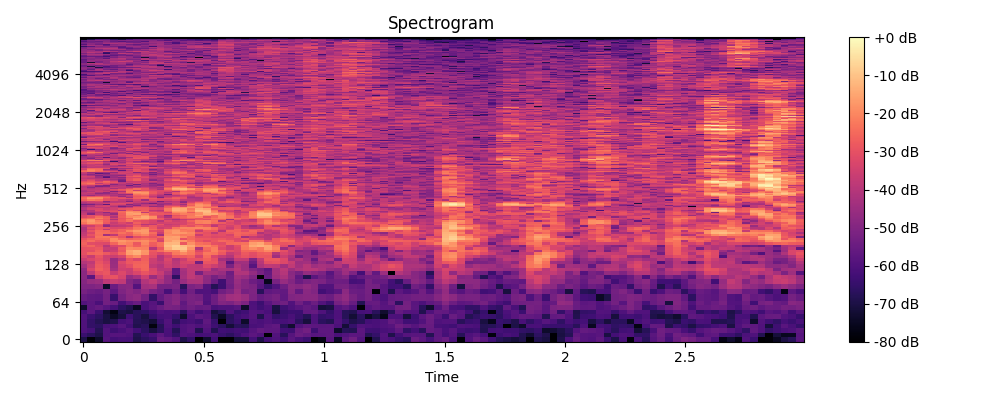 Spectrogram
Hz
4096
2048
1024
512
256
128
64
0
0
0.5
1
1.5
2
2.5
Time
+0 dB
-10 dB
-20 dB
-30 dB
-40 dB
-50 dB
-60 dB
-70 dB
-80 dB